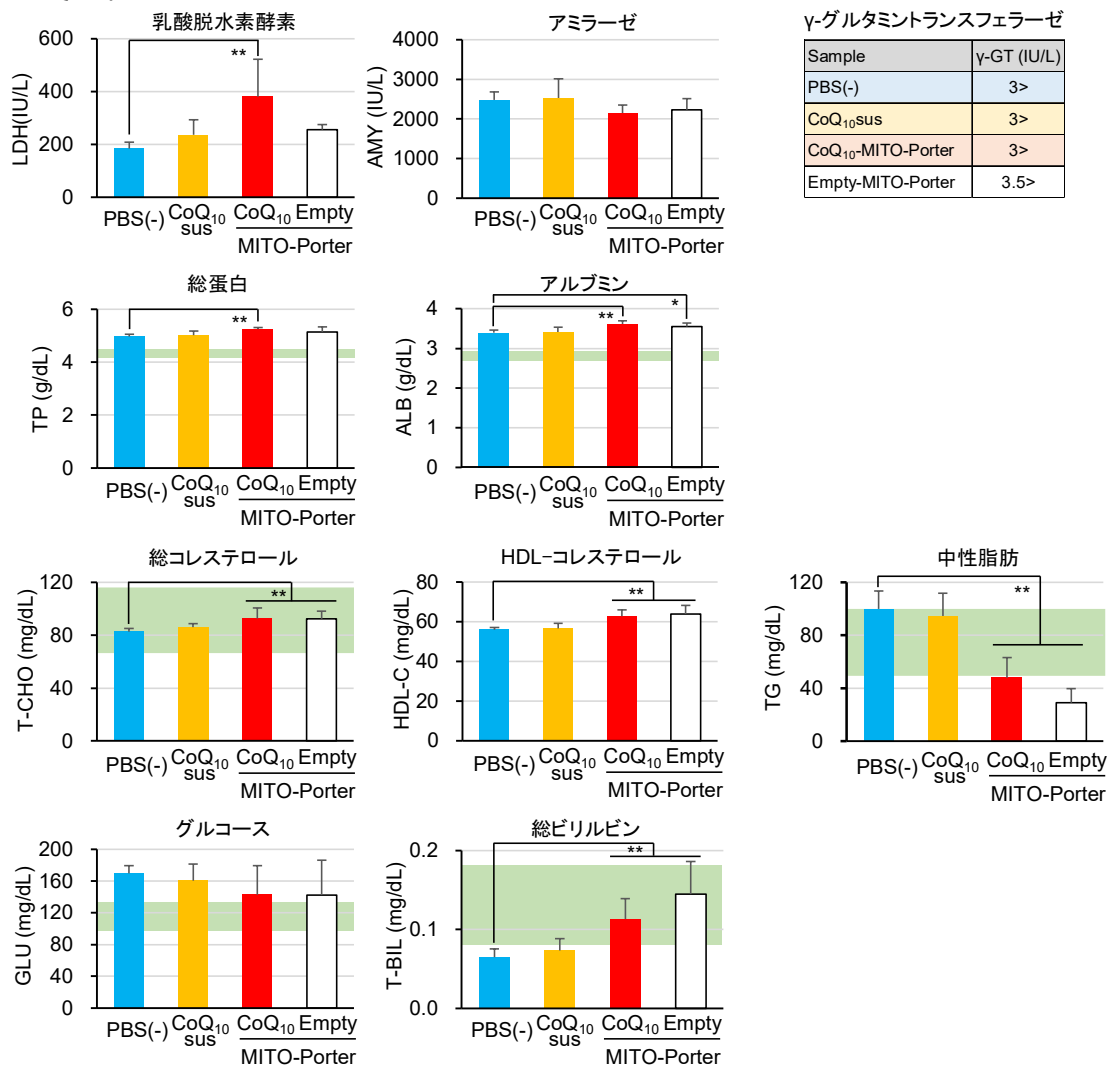 乳酸脱水素酵素
LDH(IU/L)
600
400
200
0
**
PBS(-) CoQ₁₀ sus CoQ₁₀ Empty
MITO-Porter
アミラーゼ
AMY (IU/L)
4000
3000
2000
1000
0
PBS(-) CoQ₁₀ sus CoQ₁₀ Empty
MITO-Porter
γ-グルタミントランスフェラーゼ
Sample γ-GT (IU/L)
PBS(-) 3>
CoQ₁₀sus 3>
CoQ₁₀-MITO-Porter 3>
Empty-MITO-Porter 3.5>
総蛋白
TP (g/dL)
6
4
2
0
**
PBS(-) CoQ₁₀ sus CoQ₁₀ Empty
MITO-Porter
アルブミン
ALB (g/dL)
4
3
2
1
0
**
*
PBS(-) CoQ₁₀ sus CoQ₁₀ Empty
MITO-Porter
総コレステロール
T-CHO (mg/dL)
120
80
40
0
**
PBS(-) CoQ₁₀ sus CoQ₁₀ Empty
MITO-Porter
HDL-コレステロール
HDL-C (mg/dL)
80
60
40
20
0
**
PBS(-) CoQ₁₀ sus CoQ₁₀ Empty
MITO-Porter
中性脂肪
TG (mg/dL)
120
80
40
0
**
PBS(-) CoQ₁₀ sus CoQ₁₀ Empty
MITO-Porter
グルコース
GLU (mg/dL)
200
160
120
80
40
0
PBS(-) CoQ₁₀ sus CoQ₁₀ Empty
MITO-Porter
総ビリルビン
T-BIL (mg/dL)
0.2
0.1
0.0
**
PBS(-) CoQ₁₀ sus CoQ₁₀ Empty
MITO-Porter